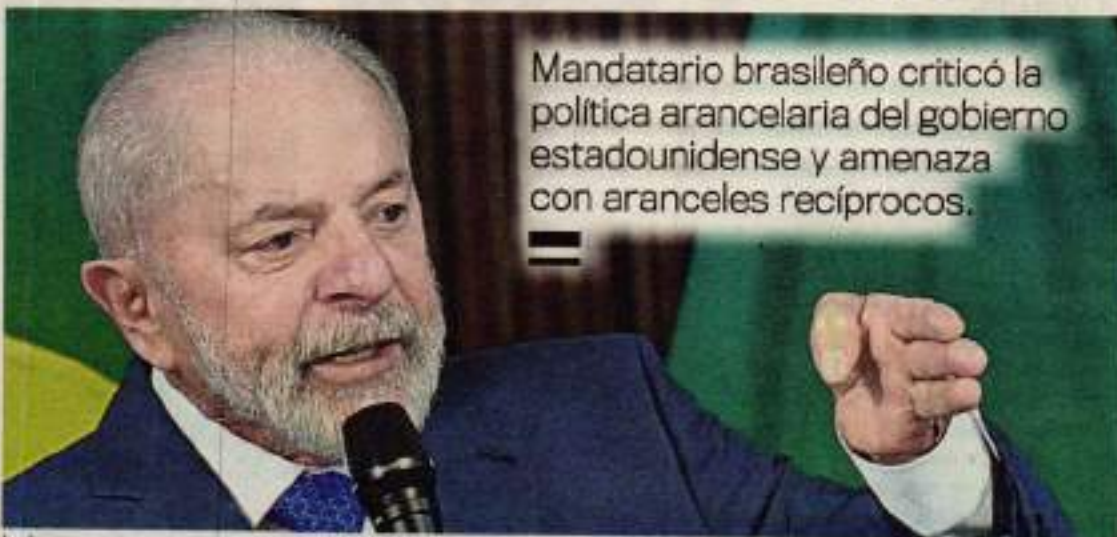 Mandatario brasileño criticó la
política arancelaria del gobierno
estadounidense y amenaza
con aranceles recíprocos.